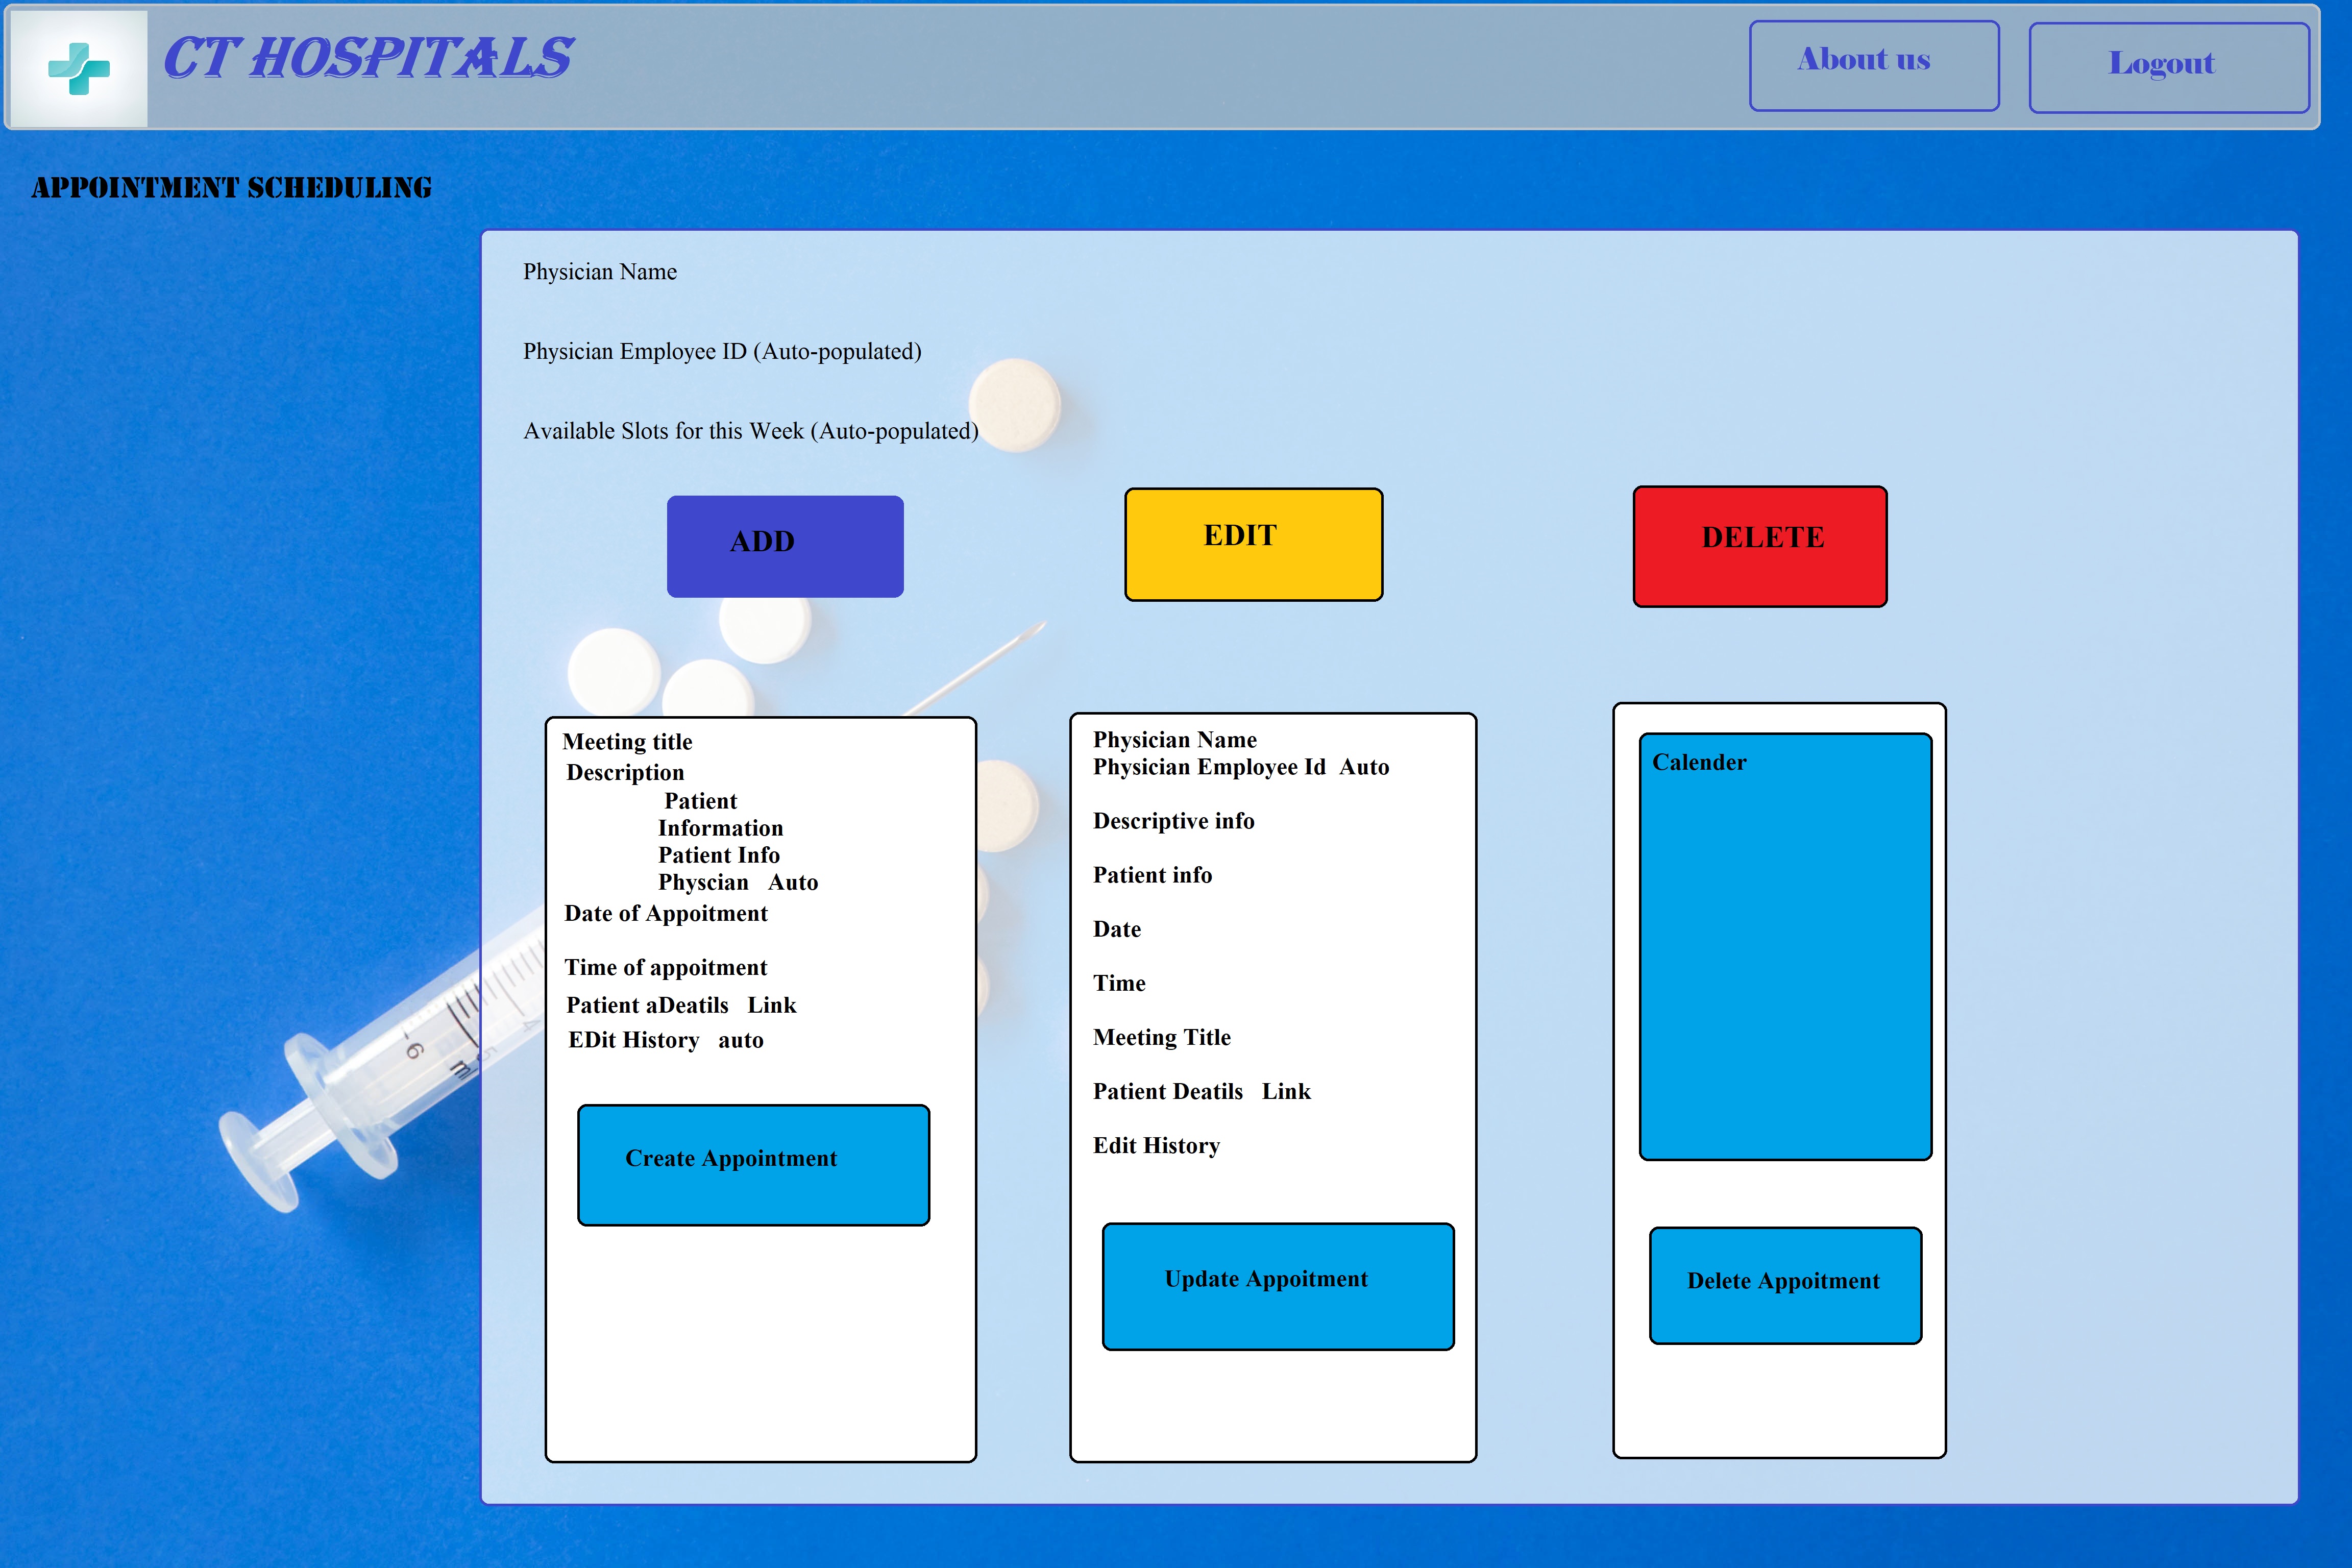 CT HOSPITALS
About us
Logout
APPOINTMENT SCHEDULING
Physician Name
Physician Employee ID (Auto-populated)
Available Slots for this Week (Auto-populated)
ADD
EDIT
DELETE
Meeting title
Description
Patient
Information
Patient Info
Physcian Auto
Date of Appoitment
Time of appoitment
Patient aDeatils Link
EDit History auto
Create Appointment
Physician Name
Physician Employee Id Auto
Descriptive info
Patient info
Date
Time
Meeting Title
Patient Deatils Link
Edit History
Update Appoitment
Calender
Delete Appoitment
6